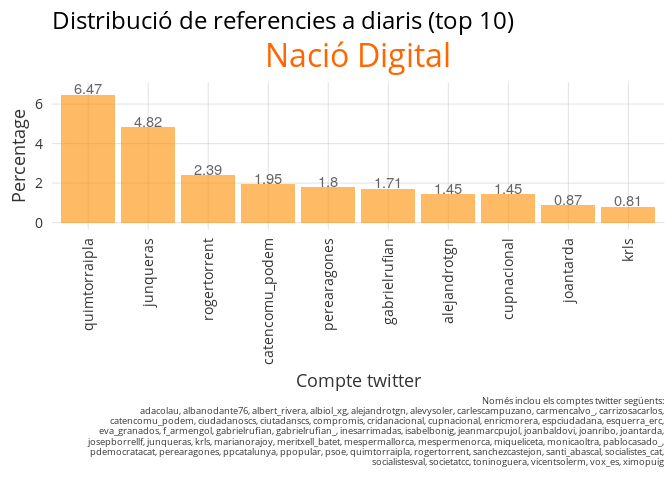 Distribució de referencies a diaris (top 10)
Nació Digital
Percentage
6
4
2
0
6.47
4.82
2.39
1.95
1.8
1.71
1.45
1.45
0.87
0.81
quimtorraipla
junqueras
rogertorrent
catencomu_podem
perearagones
gabrielrufian
alejandrotgn
cupnacional
joantarda
krls
Compte twitter
Només inclou els comptes twitter següents:
adacolau, albanodante76, albert_rivera, albiol_xg, alejandrotgn, alevysoler, carlescampuzano, carmencalvo_, carrizosacarlos,
catencomu_podem, ciudadanoscs, ciutadanscs, compromis, cridanacional, cupnacional, enricmorera, espciudadana, esquerra_erc,
eva_granados, f_armengol, gabrielrufian, gabrielrufian_, inesarrimadas, isabelbonig, jeanmarcpujol, joanbaldovi, joanribo, joantarda,
josepborrellf, junqueras, krls, marianorajoy, meritxell_batet, mespermallorca, mespermenorca, miqueliceta, monicaoltra, pablocasado_,
pdemocratacat, perearagones, ppcatalunya, ppopular, psoe, quimtorraipla, rogertorrent, sanchezcastejon, santi_abascal, socialistes_cat,
socialistesval, societatcc, toninoguera, vicentsolerm, vox_es, ximopuig